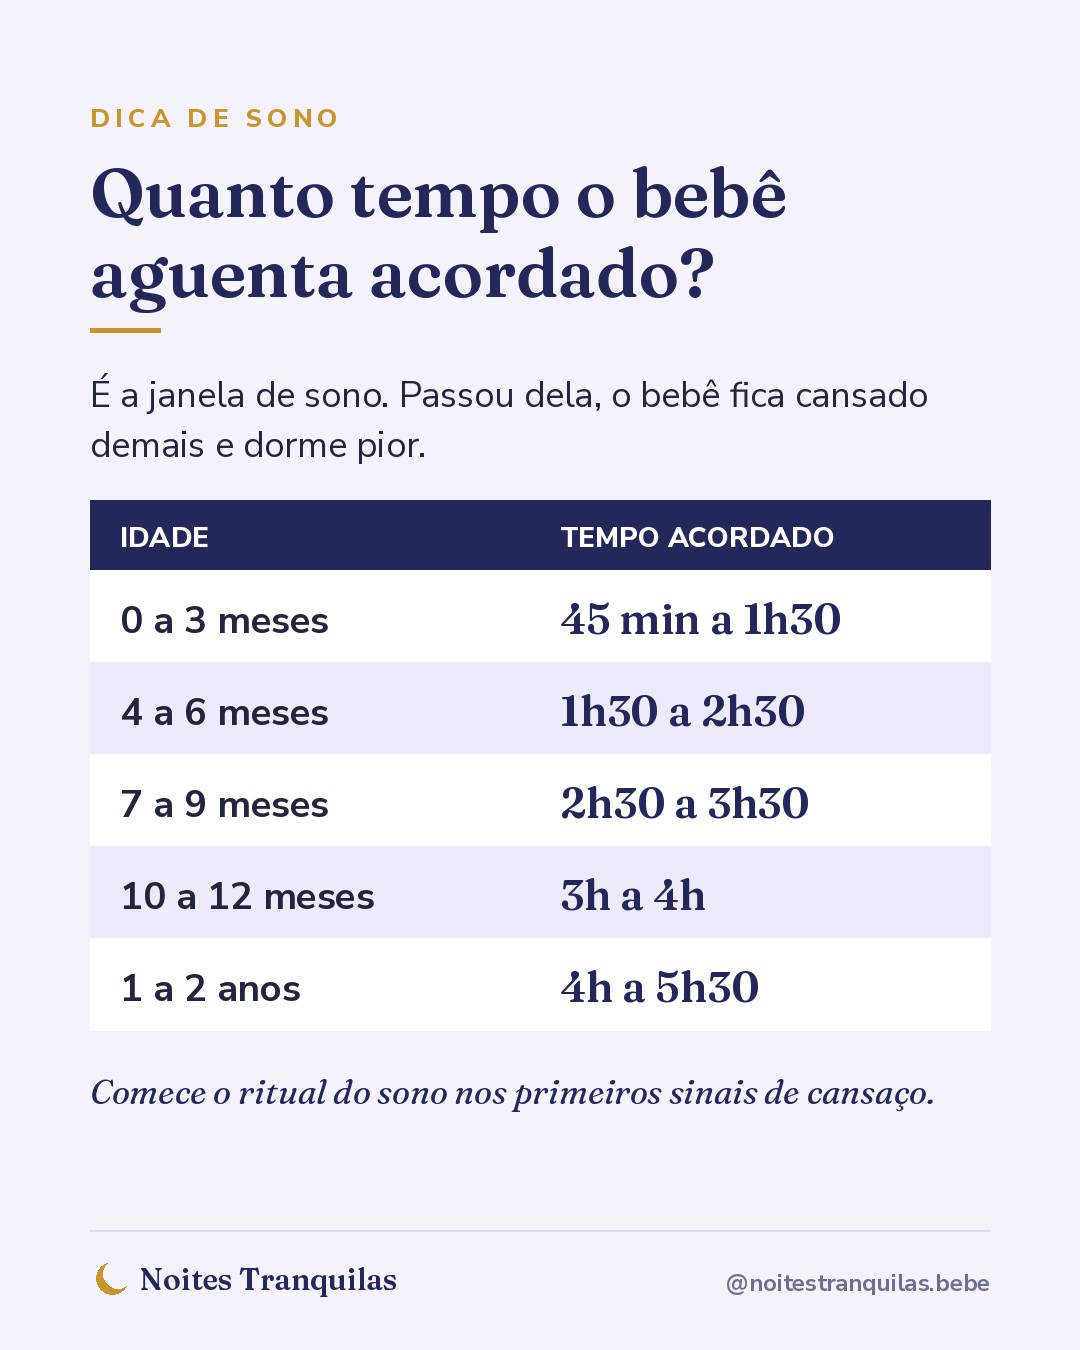 DICA DE SONO
Quanto tempo o bebê
aguenta acordado?
É a janela de sono. Passou dela, o bebê fica cansado
demais e dorme pior.
IDADE TEMPO ACORDADO
0 a 3 meses 45 min a 1h30
4 a 6 meses 1h30 a 2h30
7 a 9 meses 2h30 a 3h30
10 a 12 meses 3h a 4h
1 a 2 anos 4h a 5h30
Comece o ritual do sono nos primeiros sinais de cansaço.
Noites Tranquilas @noitestranquilas.bebe